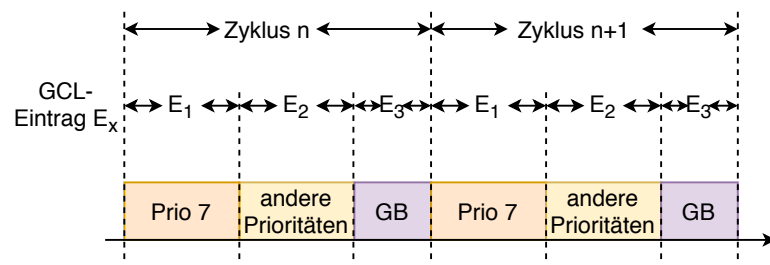 Zyklus n Zyklus n+1
GCL-
Eintrag Eₓ
E₁ E₂ E₃ E₁ E₂ E₃
Prio 7 andere Prioritäten GB Prio 7 andere Prioritäten GB